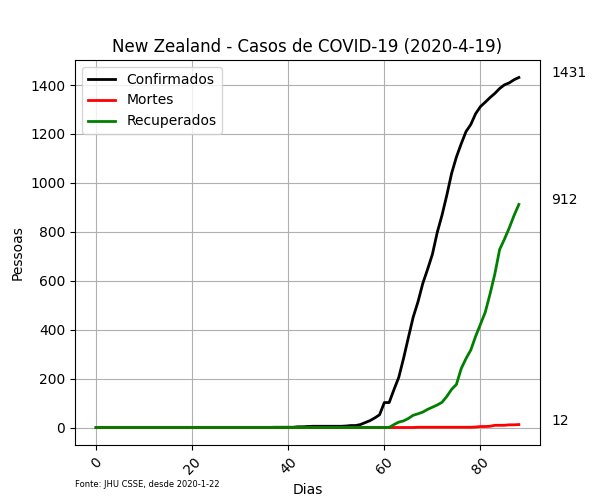 New Zealand - Casos de COVID-19 (2020-4-19)
Confirmados
Mortes
Recuperados
1431
912
12
Pessoas
1400
1200
1000
800
600
400
200
0
0
20
40
60
80
Dias
Fonte: JHU CSSE, desde 2020-1-22